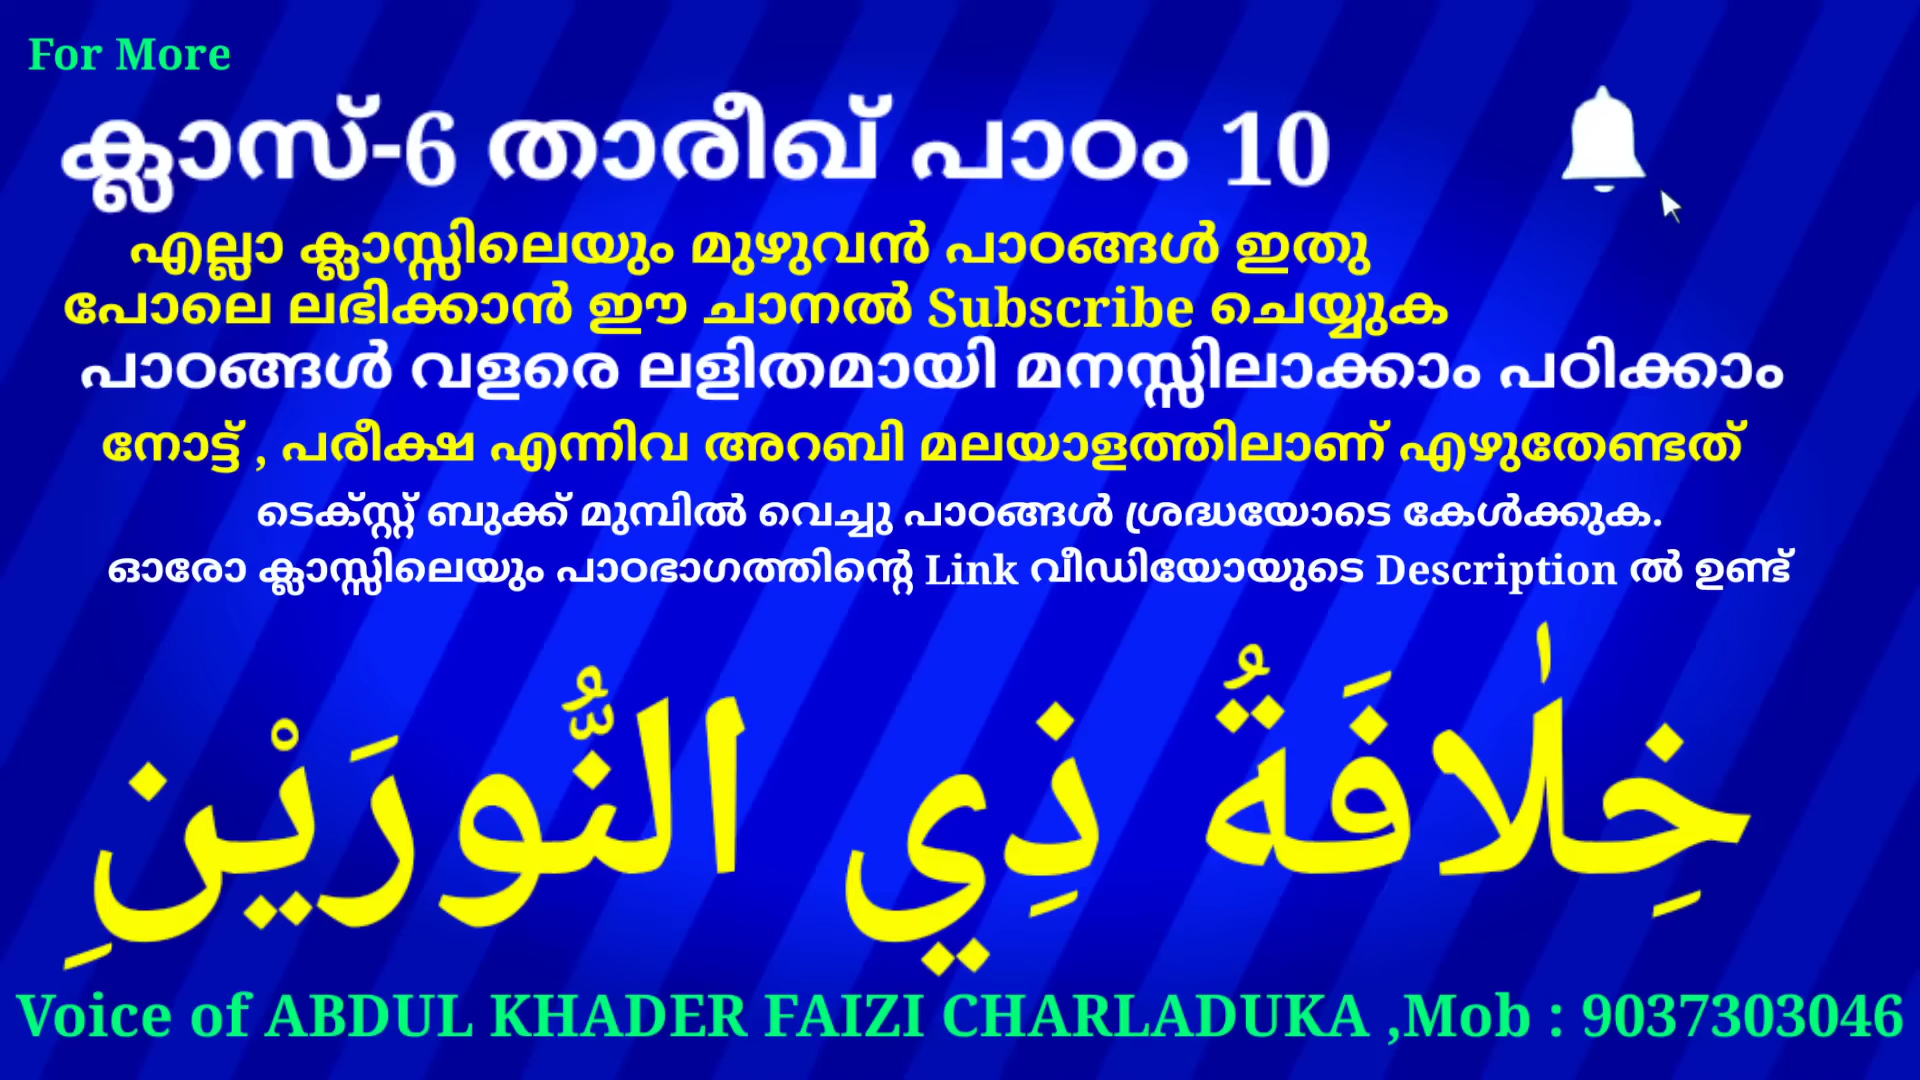 For More
ക്ലാസ്-6 താരീഖ് പാഠം 10
എല്ലാ ക്ലാസ്സിലെയും മുഴുവൻ പാഠങ്ങൾ ഇതു
പോലെ ലഭിക്കാൻ ഈ ചാനൽ Subscribe ചെയ്യുക
പാഠങ്ങൾ വളരെ ലളിതമായി മനസ്സിലാക്കാം പഠിക്കാം
നോട്ട് , പരീക്ഷ എന്നിവ അറബി മലയാളത്തിലാണ് എഴുതേണ്ടത്
ടെക്സ്റ്റ് ബുക്ക് മുമ്പിൽ വെച്ചു പാഠങ്ങൾ ശ്രദ്ധയോടെ കേൾക്കുക.
ഓരോ ക്ലാസ്സിലെയും പാഠഭാഗത്തിന്റെ Link വീഡിയോയുടെ Description ൽ ഉണ്ട്
خِلٰافَةُ ذِي النُّورَيْنِ
Voice of ABDUL KHADER FAIZI CHARLADUKA ,Mob : 9037303046